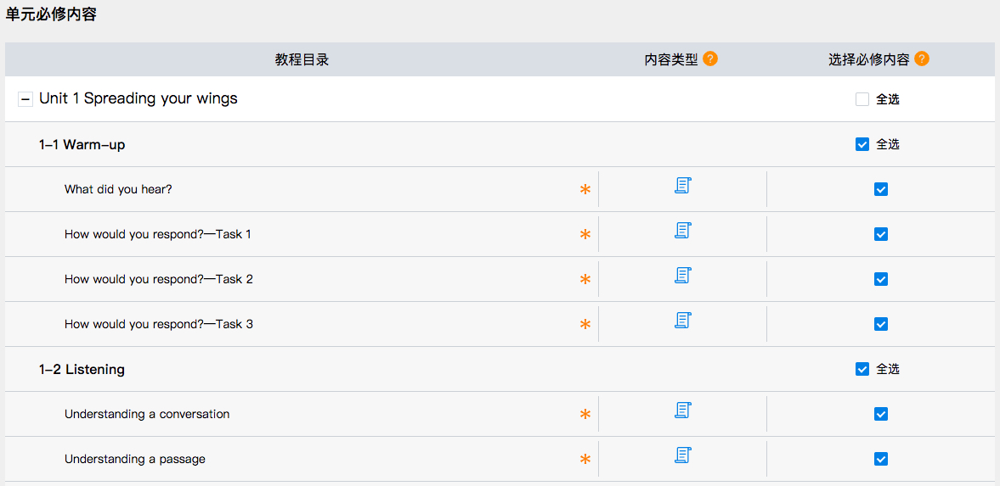 单元必修内容
教程目录 内容类型 ? 选择必修内容 ?
Unit 1 Spreading your wings 全选
1-1 Warm-up 全选
What did you hear? *
How would you respond?—Task 1 *
How would you respond?—Task 2 *
How would you respond?—Task 3 *
1-2 Listening 全选
Understanding a conversation *
Understanding a passage *